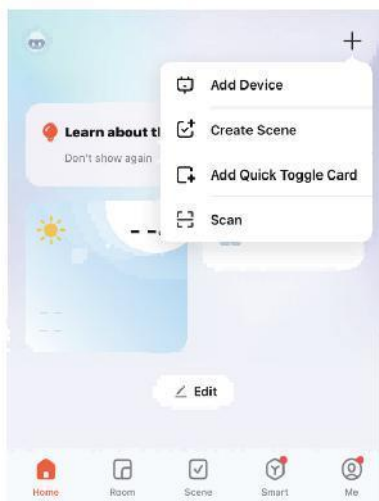 Add Device
Learn about t
Create Scene
Don't show again
Add Quick Toggle Card
Scan
Edit
Home
Room
Scene
Smart
Me